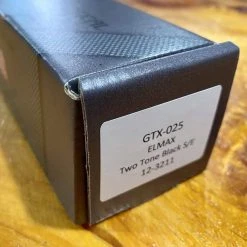 GTX-025
ELMAX
Two Tone Black S/E
12-3211